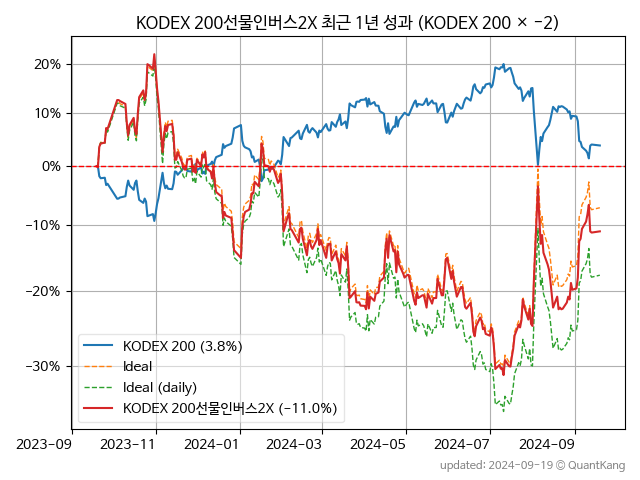 KODEX 200선물인버스2X 최근 1년 성과 (KODEX 200 × −2)
20%
10%
0%
−10%
−20%
−30%
KODEX 200 (3.8%)
Ideal
Ideal (daily)
KODEX 200선물인버스2X (−11.0%)
2023-09 2023-11 2024-01 2024-03 2024-05 2024-07 2024-09
updated: 2024-09-19 © QuantKang